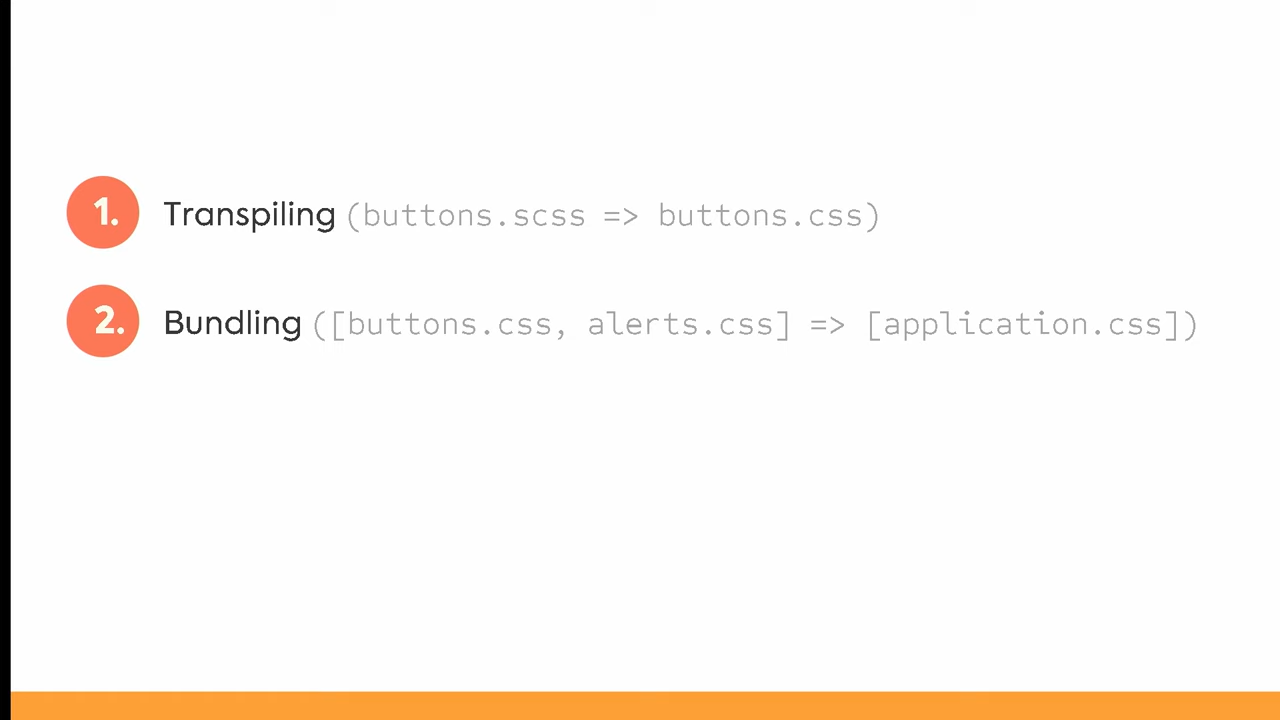 1. Transpiling (buttons.scss => buttons.css)
2. Bundling ([buttons.css, alerts.css] => [application.css])